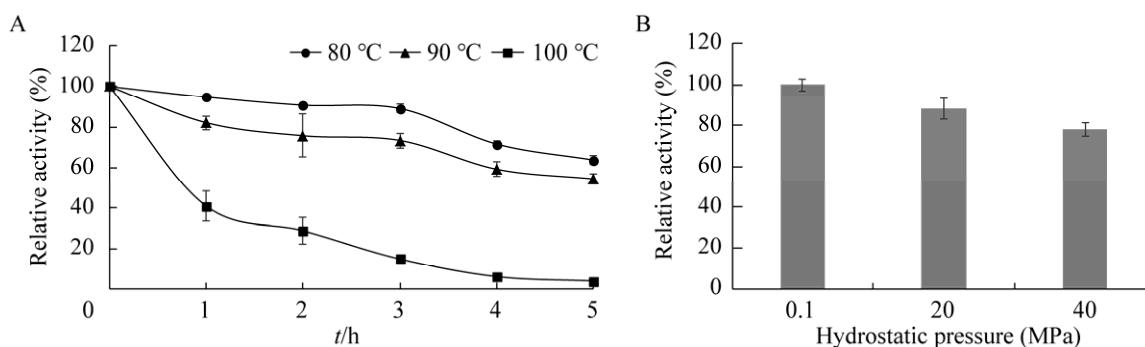 A
120
100
80
60
40
20
0
Relative activity (%)
80 ℃ 90 ℃ 100 ℃
1 2 3 4 5
t/h
B
120
100
80
60
40
20
0
Relative activity (%)
0.1 20 40
Hydrostatic pressure (MPa)